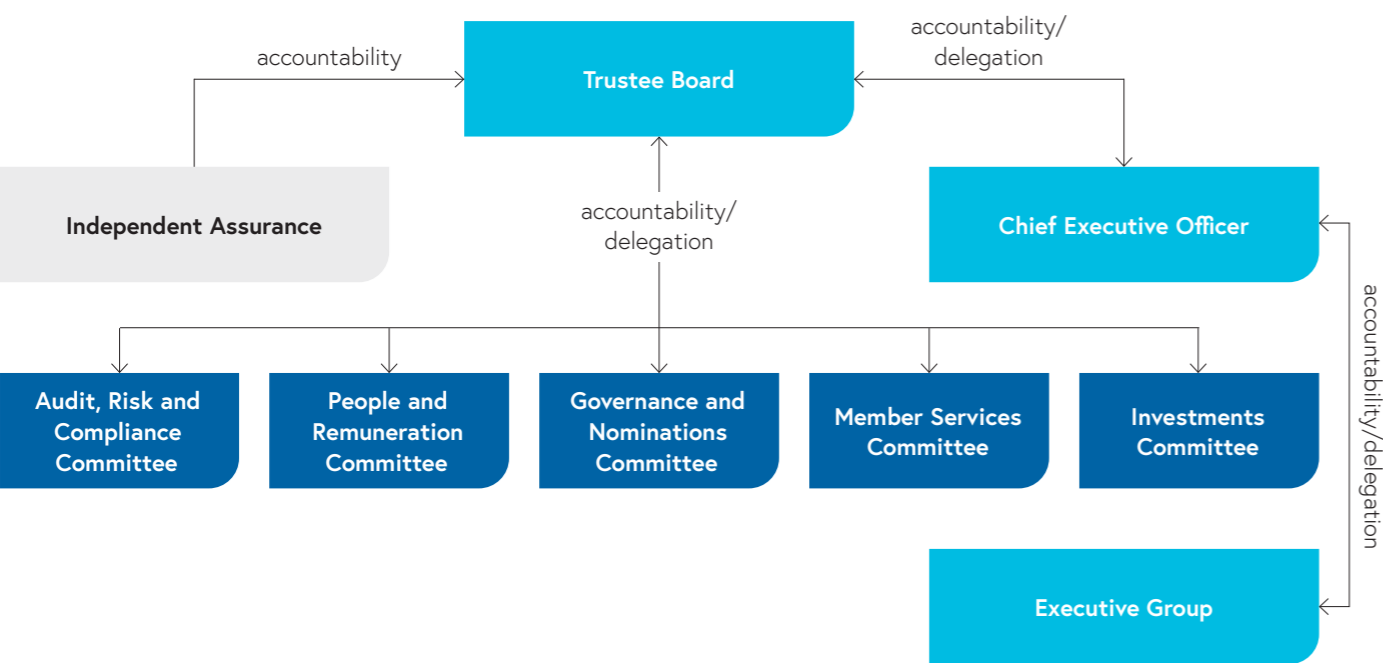 accountability
Trustee Board
accountability/
delegation
Independent Assurance
accountability/
delegation
Chief Executive Officer
accountability/delegation
Audit, Risk and
Compliance
Committee
People and
Remuneration
Committee
Governance and
Nominations
Committee
Member Services
Committee
Investments
Committee
Executive Group